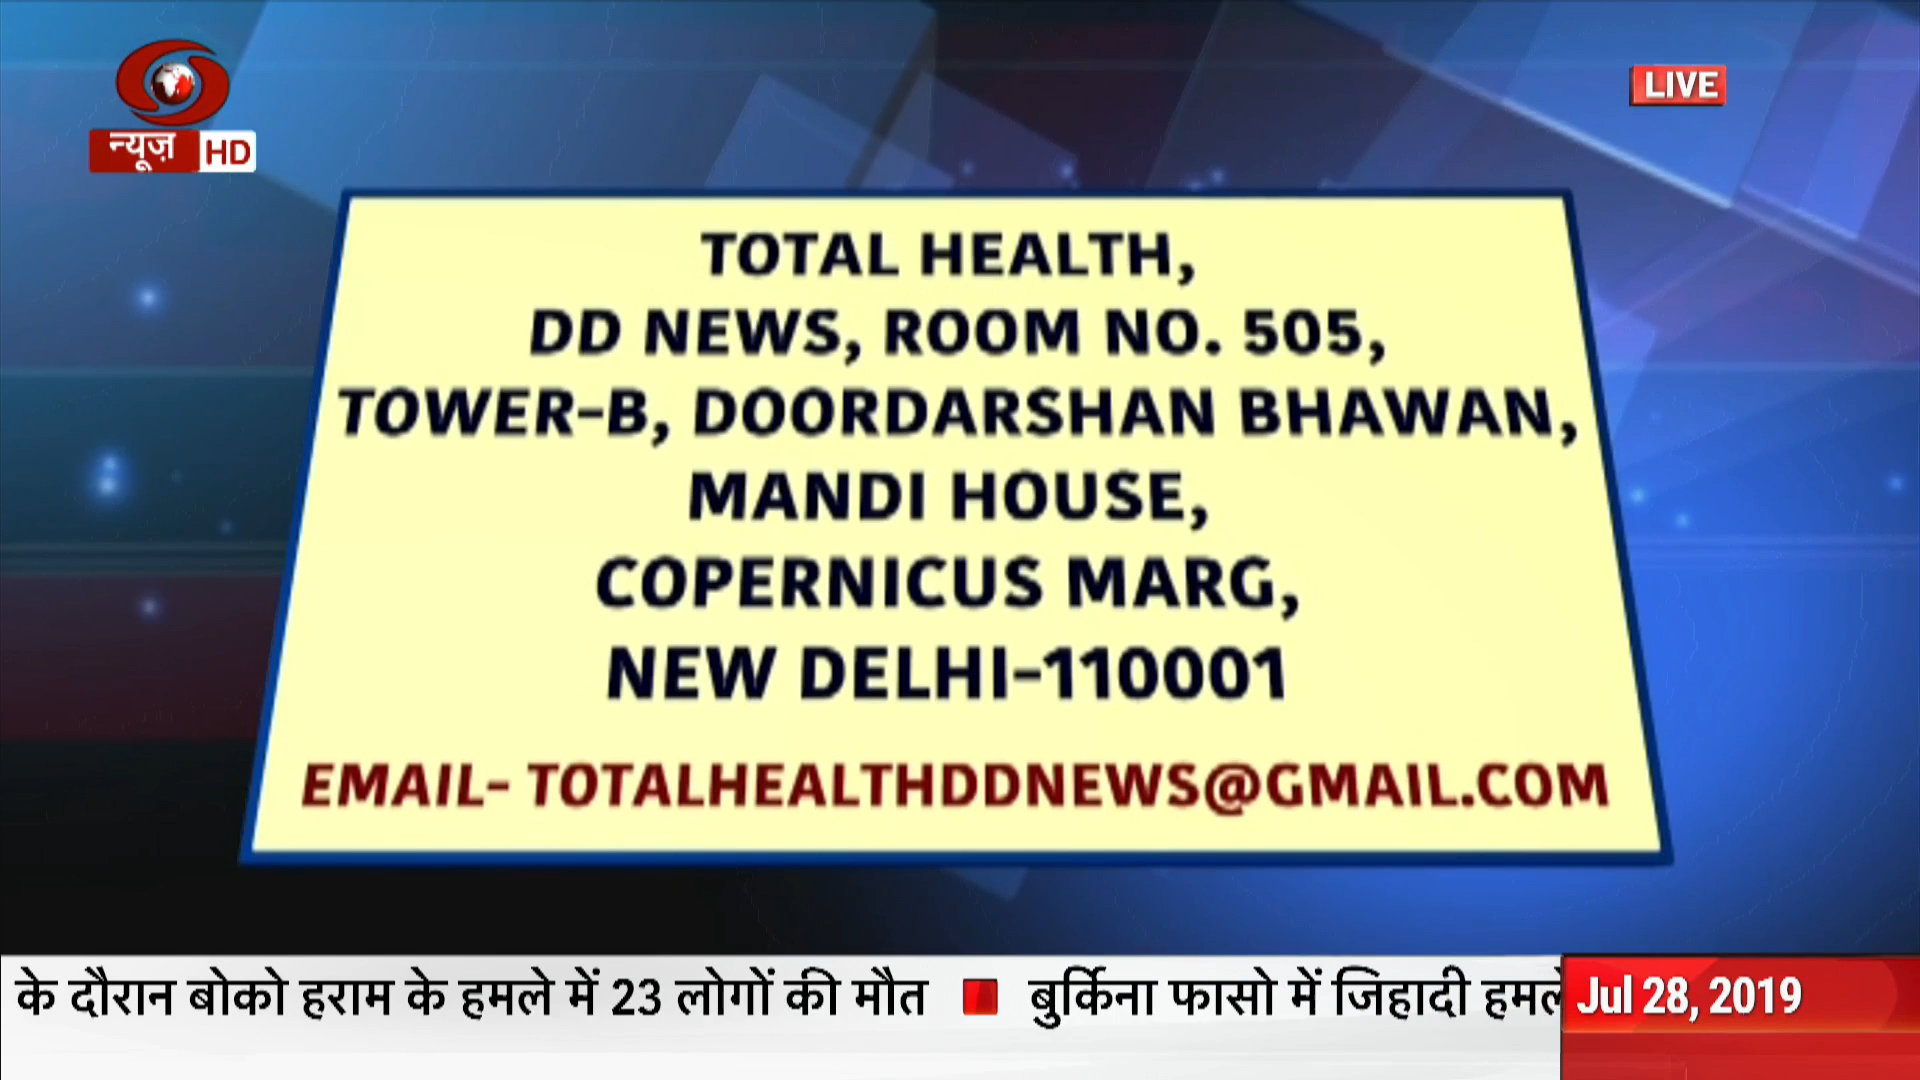 न्यूज़ HD
LIVE
TOTAL HEALTH,
DD NEWS, ROOM NO. 505,
TOWER-B, DOORDARSHAN BHAWAN,
MANDI HOUSE,
COPERNICUS MARG,
NEW DELHI-110001
EMAIL- TOTALHEALTHDDNEWS@GMAIL.COM
के दौरान बोको हराम के हमले में 23 लोगों की मौत बुर्किना फासो में जिहादी हमले
Jul 28, 2019